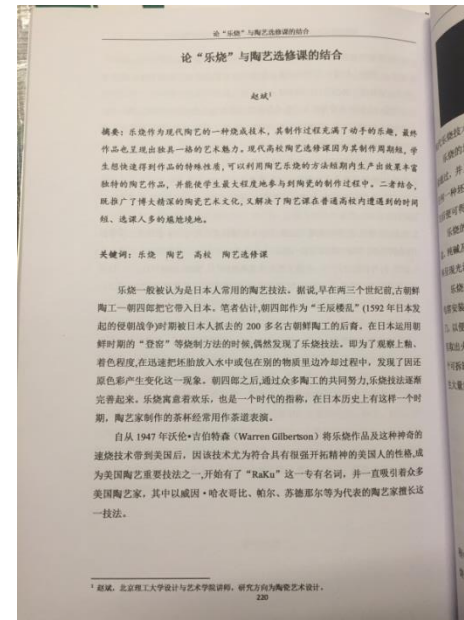 论“乐烧”与陶艺选修课的结合
论“乐烧”与陶艺选修课的结合
赵斌¹
摘要：乐烧作为现代陶艺的一种烧成技术，其制作过程充满了动手的乐趣，最终
作品也呈现出独具一格的艺术魅力。现代高校陶艺选修课因为其制作周期短，学
生想快速得到作品的特殊性质，可以利用陶艺乐烧的方法短期内生产出效果丰富
独特的陶艺作品，并能使学生最大程度地参与到陶瓷的制作过程中。二者结合，
既推广了博大精深的陶瓷艺术文化，又解决了陶艺课在普通高校内遭遇到的时间
短、选课人多的尴尬境地。
关键词：乐烧 陶艺 高校 陶艺选修课
乐烧一般被认为是日本人常用的陶艺技法。据说,早在两三个世纪前,古朝鲜
陶工—朝四郎把它带入日本。笔者估计,朝四郎作为“壬辰倭乱”(1592 年日本发
起的侵朝战争)时期被日本人抓去的 200 多名古朝鲜陶工的后裔。在日本运用朝
鲜时期的“登窑”等烧制方法的时候,偶然发现了乐烧技法。即为了观察上釉、
着色程度,在迅速把坯胎放入水中或包在别的物质里边冷却过程中，发现了因还
原色彩产生变化这一现象。朝四郎之后,通过众多陶工的共同努力,乐烧技法逐渐
完善起来。乐烧寓意着欢乐，也是一个时代的指称，在日本历史上有这样一个时
期，陶艺家制作的茶杯经常用作茶道表演。
自从 1947 年沃伦•吉伯特森（Warren Gilbertson）将乐烧作品及这种神奇的
速烧技术带到美国后，因该技术尤为符合具有很强开拓精神的美国人的性格,成
为美国陶艺重要技法之一,开始有了“RaKu”这一专有名词，并一直吸引着众多
美国陶艺家，其中以威因·哈衣哥比、帕尔、苏德那尔等为代表的陶艺家擅长这
一技法。
¹ 赵斌，北京理工大学设计与艺术学院讲师，研究方向为陶瓷艺术设计。
220